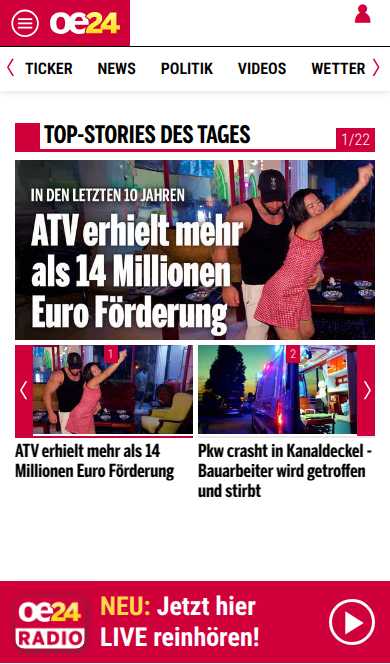 oe24
TICKER NEWS POLITIK VIDEOS WETTER
TOP-STORIES DES TAGES
1/22
IN DEN LETZTEN 10 JAHREN
ATV erhielt mehr
als 14 Millionen
Euro Förderung
1
2
ATV erhielt mehr als 14
Millionen Euro Förderung
Pkw crasht in Kanaldeckel -
Bauarbeiter wird getroffen
und stirbt
oe24
RADIO
NEU: Jetzt hier
LIVE reinhören!